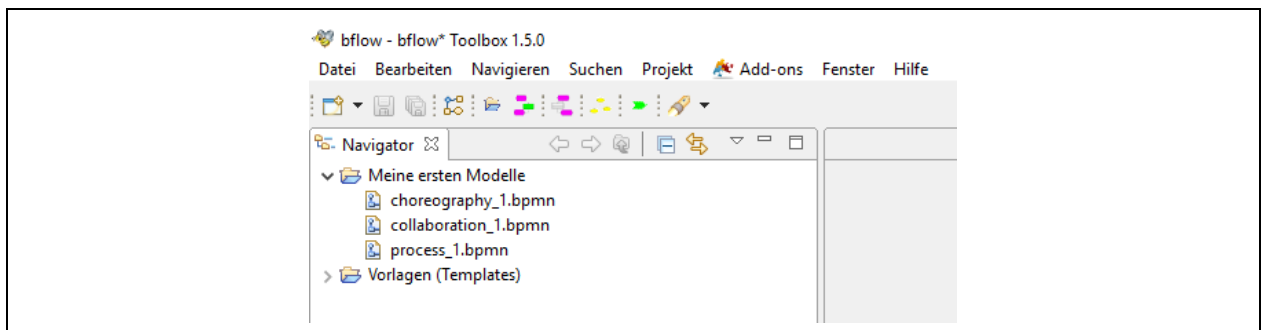 bflow - bflow* Toolbox 1.5.0
Datei Bearbeiten Navigieren Suchen Projekt Add-ons Fenster Hilfe
Navigator
Meine ersten Modelle
choreography_1.bpmn
collaboration_1.bpmn
process_1.bpmn
Vorlagen (Templates)